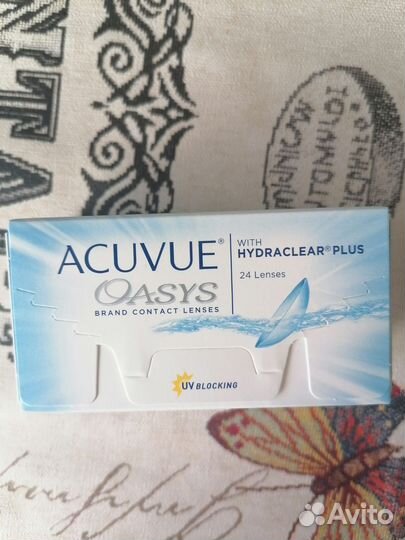 ACUVUE®
OASYS
BRAND CONTACT LENSES
WITH
HYDRACLEAR® PLUS
24 Lenses
UV BLOCKING
Avito